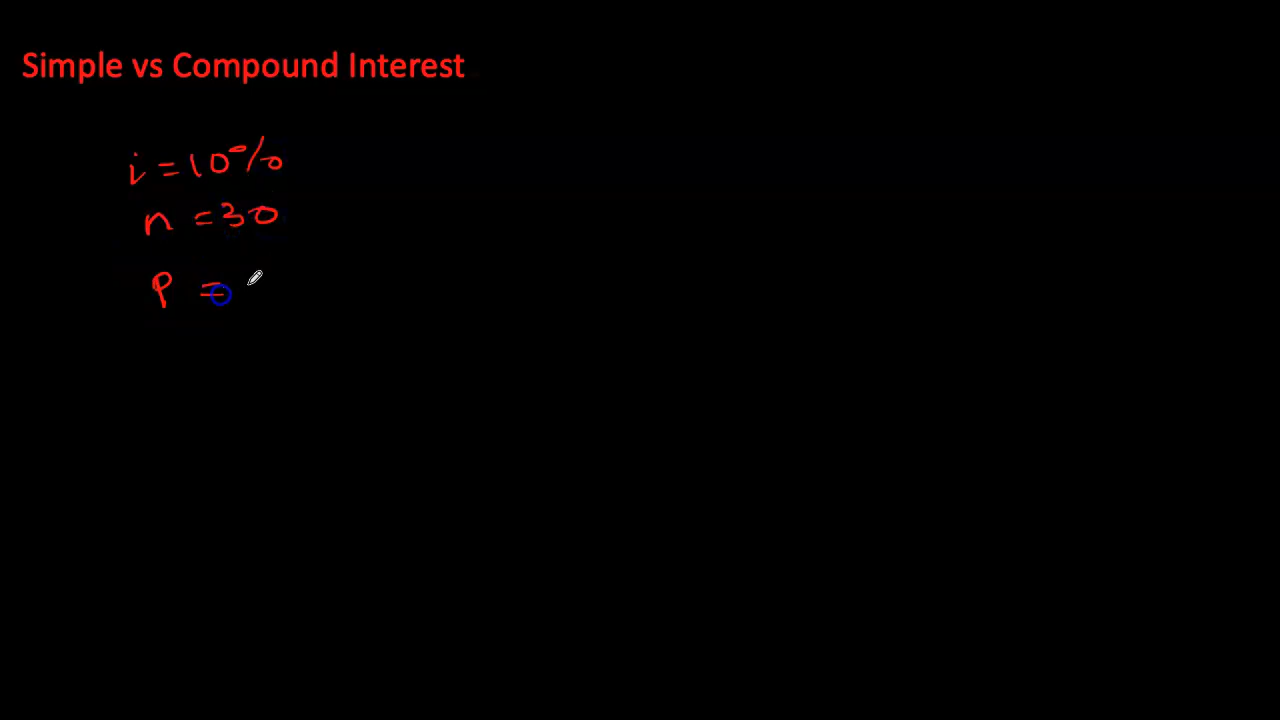 Simple vs Compound Interest
i = 10%
n = 30
P =